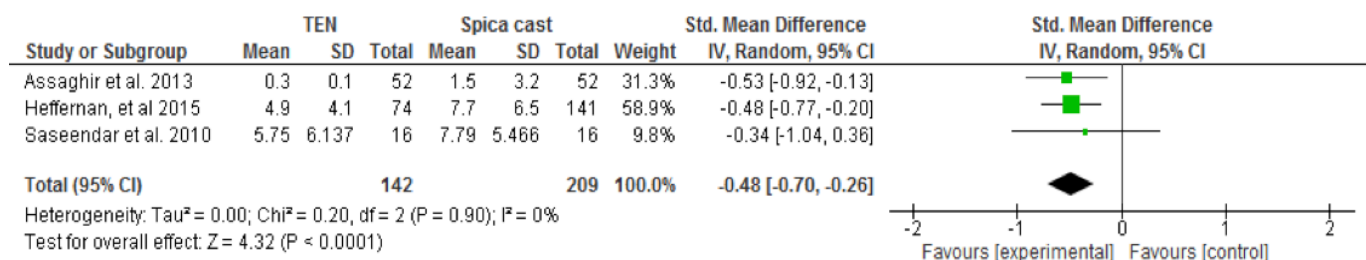 TEN Spica cast Std. Mean Difference Std. Mean Difference
Study or Subgroup Mean SD Total Mean SD Total Weight IV, Random, 95% CI IV, Random, 95% CI
Assaghir et al. 2013 0.3 0.1 52 1.5 3.2 52 31.3% -0.53 [-0.92, -0.13]
Heffernan, et al 2015 4.9 4.1 74 7.7 6.5 141 58.9% -0.48 [-0.77, -0.20]
Saseendar et al. 2010 5.75 6.137 16 7.79 5.466 16 9.8% -0.34 [-1.04, 0.36]
Total (95% CI) 142 209 100.0% -0.48 [-0.70, -0.26]
Heterogeneity: Tau² = 0.00; Chi² = 0.20, df = 2 (P = 0.90); I² = 0%
Test for overall effect: Z = 4.32 (P < 0.0001)
-2 -1 0 1 2
Favours [experimental] Favours [control]